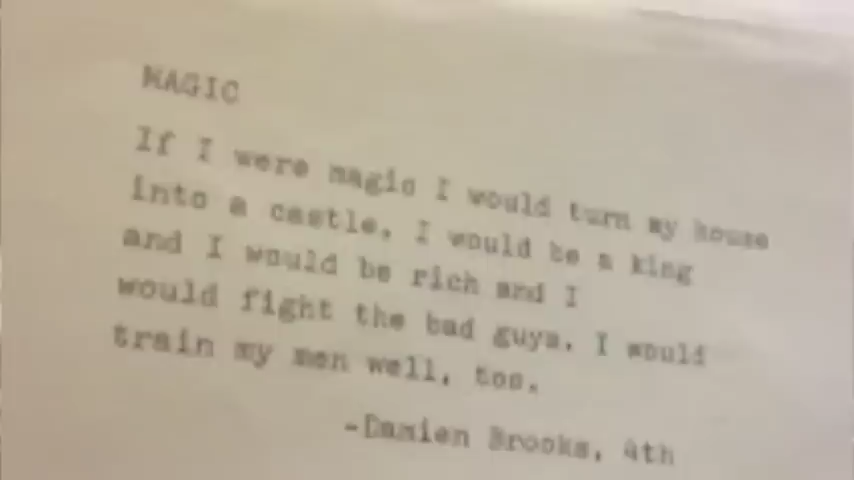 MAGIC
If I were magic I would turn my house
into a castle. I would be a king
and I would be rich and I
would fight the bad guys. I would
train my men well, too.
-Damien Brooks, 4th